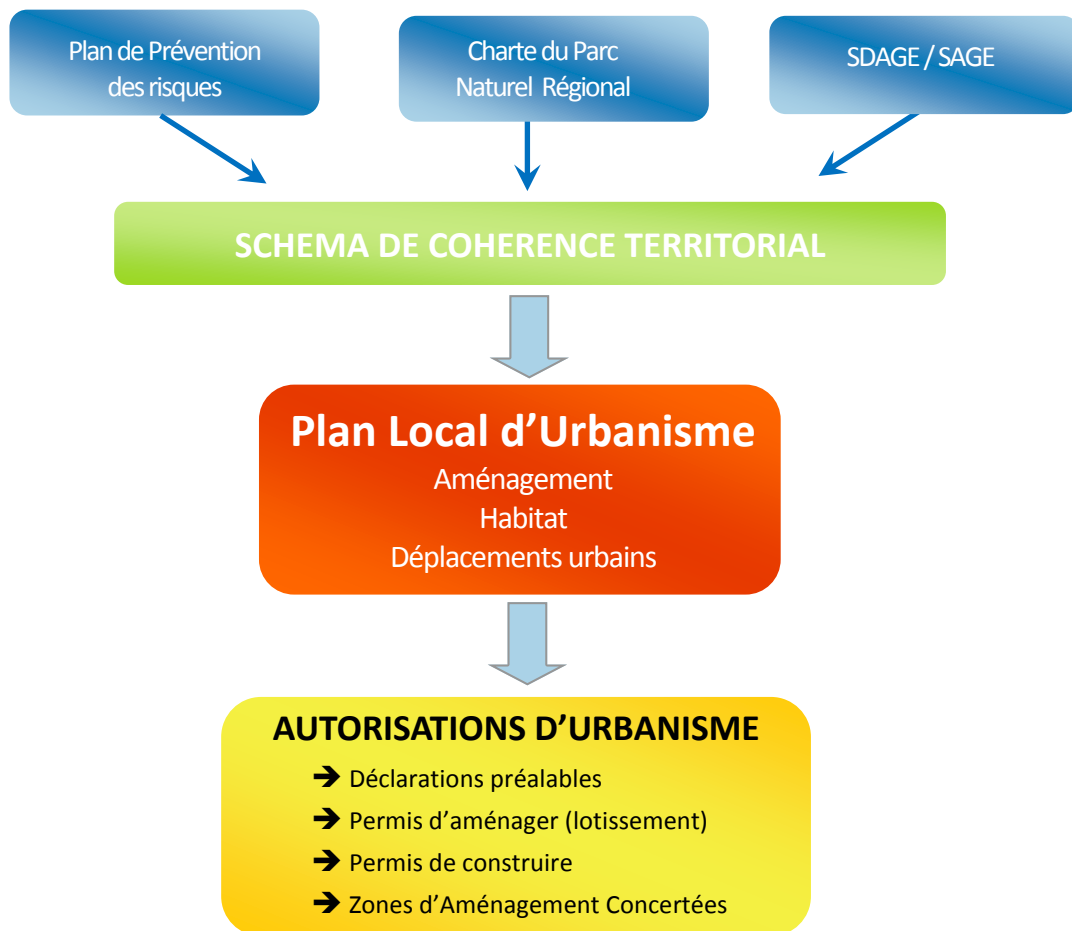 Plan de Prévention
des risques
Charte du Parc
Naturel Régional
SDAGE / SAGE
SCHEMA DE COHERENCE TERRITORIAL
Plan Local d’Urbanisme
Aménagement
Habitat
Déplacements urbains
AUTORISATIONS D’URBANISME
➔ Déclarations préalables
➔ Permis d’aménager (lotissement)
➔ Permis de construire
➔ Zones d’Aménagement Concertées